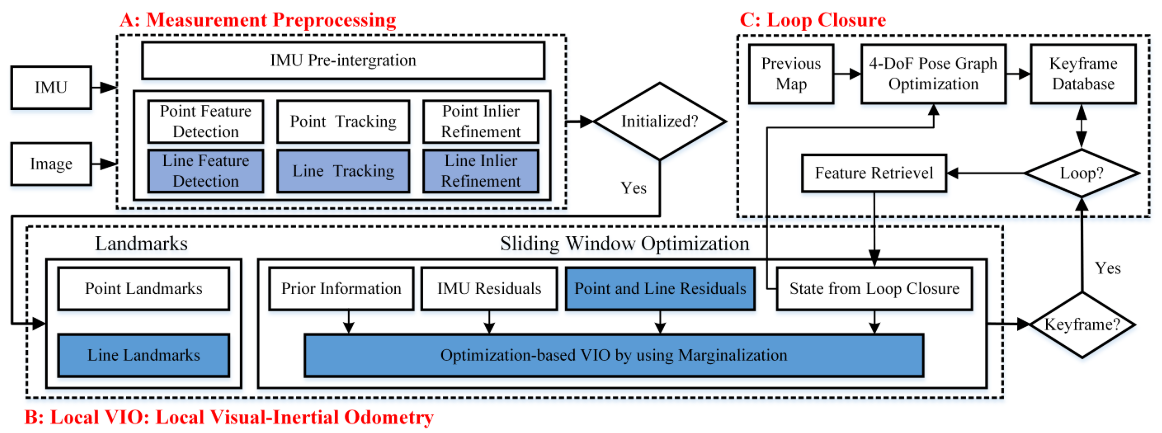 A: Measurement Preprocessing
IMU
Image
IMU Pre-intergration
Point Feature
Detection
Point Tracking
Point Inlier
Refinement
Line Feature
Detection
Line Tracking
Line Inlier
Refinement
Initialized?
Yes
C: Loop Closure
Previous
Map
4-DoF Pose Graph
Optimization
Keyframe
Database
Feature Retrievel
Loop?
Landmarks
Point Landmarks
Line Landmarks
Sliding Window Optimization
Prior Information
IMU Residuals
Point and Line Residuals
State from Loop Closure
Optimization-based VIO by using Marginalization
Yes
Keyframe?
B: Local VIO: Local Visual-Inertial Odometry